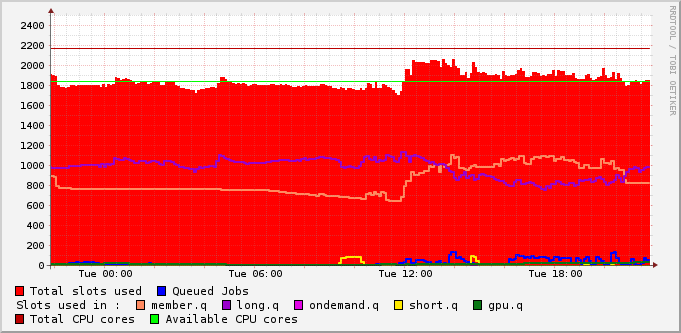 RRDTOOL / TOBI OETIKER
2400
2200
2000
1800
1600
1400
1200
1000
800
600
400
200
0
Tue 00:00 Tue 06:00 Tue 12:00 Tue 18:00
Total slots used Queued Jobs
Slots used in : member.q long.q ondemand.q short.q gpu.q
Total CPU cores Available CPU cores